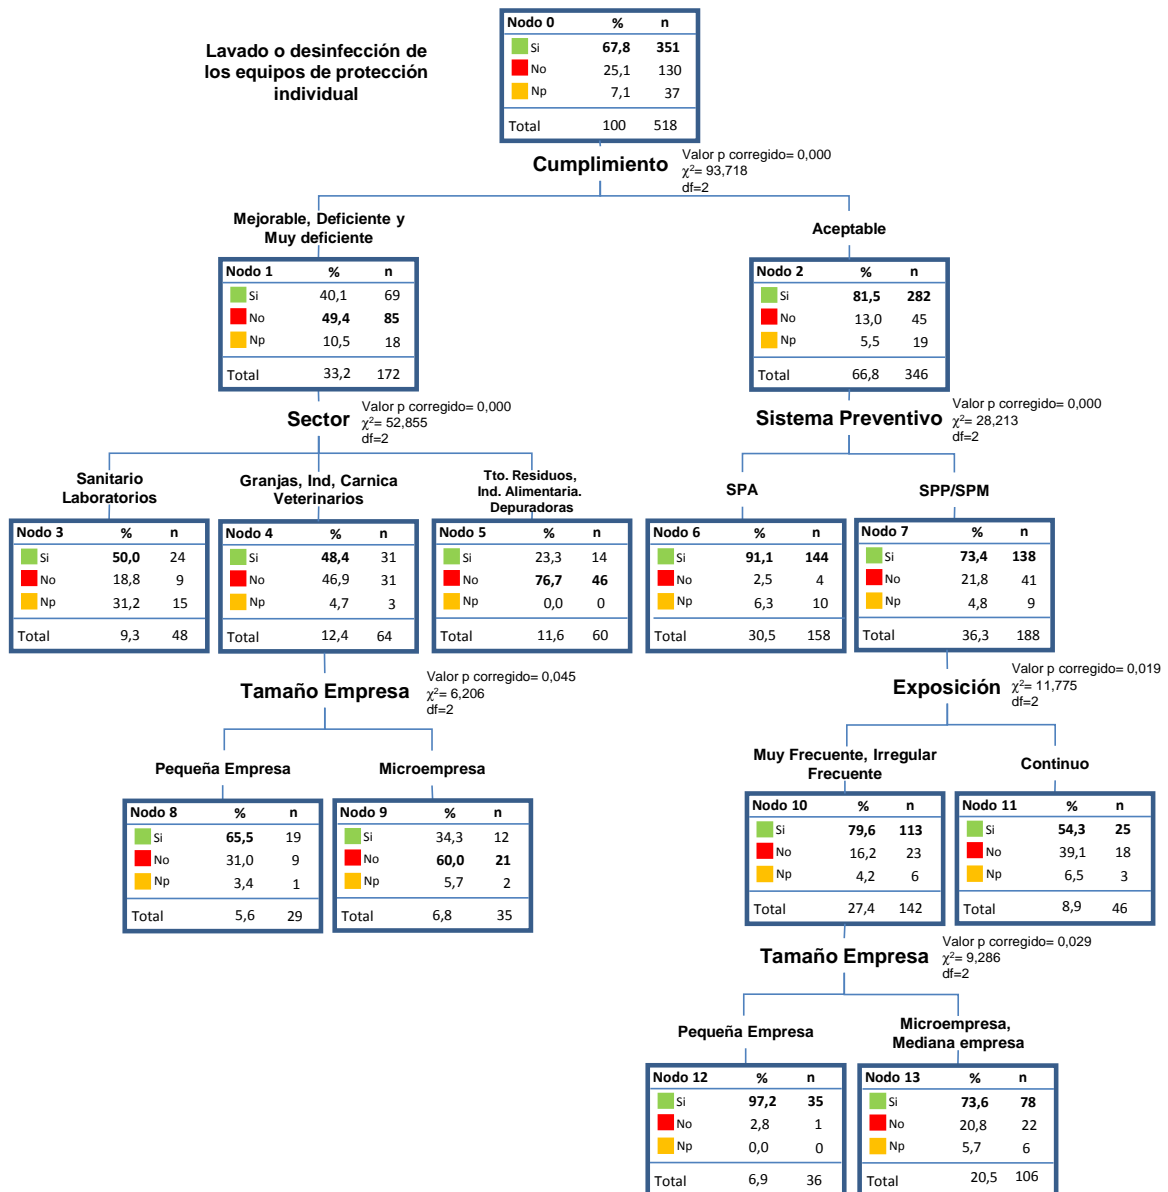 Lavado o desinfección de
los equipos de protección
individual
Nodo 0 % n
Si 67,8 351
No 25,1 130
Np 7,1 37
Total 100 518
Cumplimiento
Valor p corregido= 0,000
χ²= 93,718
df=2
Mejorable, Deficiente y
Muy deficiente
Aceptable
Nodo 1 % n
Si 40,1 69
No 49,4 85
Np 10,5 18
Total 33,2 172
Nodo 2 % n
Si 81,5 282
No 13,0 45
Np 5,5 19
Total 66,8 346
Sector
Valor p corregido= 0,000
χ²= 52,855
df=2
Sistema Preventivo
Valor p corregido= 0,000
χ²= 28,213
df=2
Sanitario
Laboratorios
Granjas, Ind, Carnica
Veterinarios
Tto. Residuos,
Ind. Alimentaria.
Depuradoras
SPA
SPP/SPM
Nodo 3 % n
Si 50,0 24
No 18,8 9
Np 31,2 15
Total 9,3 48
Nodo 4 % n
Si 48,4 31
No 46,9 31
Np 4,7 3
Total 12,4 64
Nodo 5 % n
Si 23,3 14
No 76,7 46
Np 0,0 0
Total 11,6 60
Nodo 6 % n
Si 91,1 144
No 2,5 4
Np 6,3 10
Total 30,5 158
Nodo 7 % n
Si 73,4 138
No 21,8 41
Np 4,8 9
Total 36,3 188
Tamaño Empresa
Valor p corregido= 0,045
χ²= 6,206
df=2
Exposición
Valor p corregido= 0,019
χ²= 11,775
df=2
Pequeña Empresa
Microempresa
Muy Frecuente, Irregular
Frecuente
Continuo
Nodo 8 % n
Si 65,5 19
No 31,0 9
Np 3,4 1
Total 5,6 29
Nodo 9 % n
Si 34,3 12
No 60,0 21
Np 5,7 2
Total 6,8 35
Nodo 10 % n
Si 79,6 113
No 16,2 23
Np 4,2 6
Total 27,4 142
Nodo 11 % n
Si 54,3 25
No 39,1 18
Np 6,5 3
Total 8,9 46
Tamaño Empresa
Valor p corregido= 0,029
χ²= 9,286
df=2
Pequeña Empresa
Microempresa,
Mediana empresa
Nodo 12 % n
Si 97,2 35
No 2,8 1
Np 0,0 0
Total 6,9 36
Nodo 13 % n
Si 73,6 78
No 20,8 22
Np 5,7 6
Total 20,5 106